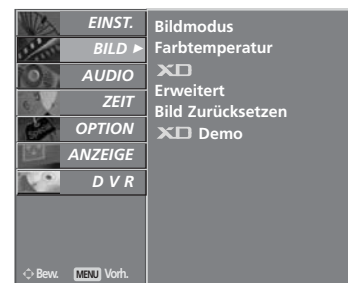 EINST.
BILD ►
AUDIO
ZEIT
OPTION
ANZEIGE
D V R
Bildmodus
Farbtemperatur
XD
Erweitert
Bild Zurücksetzen
XD Demo
Bew. MENU Vorh.